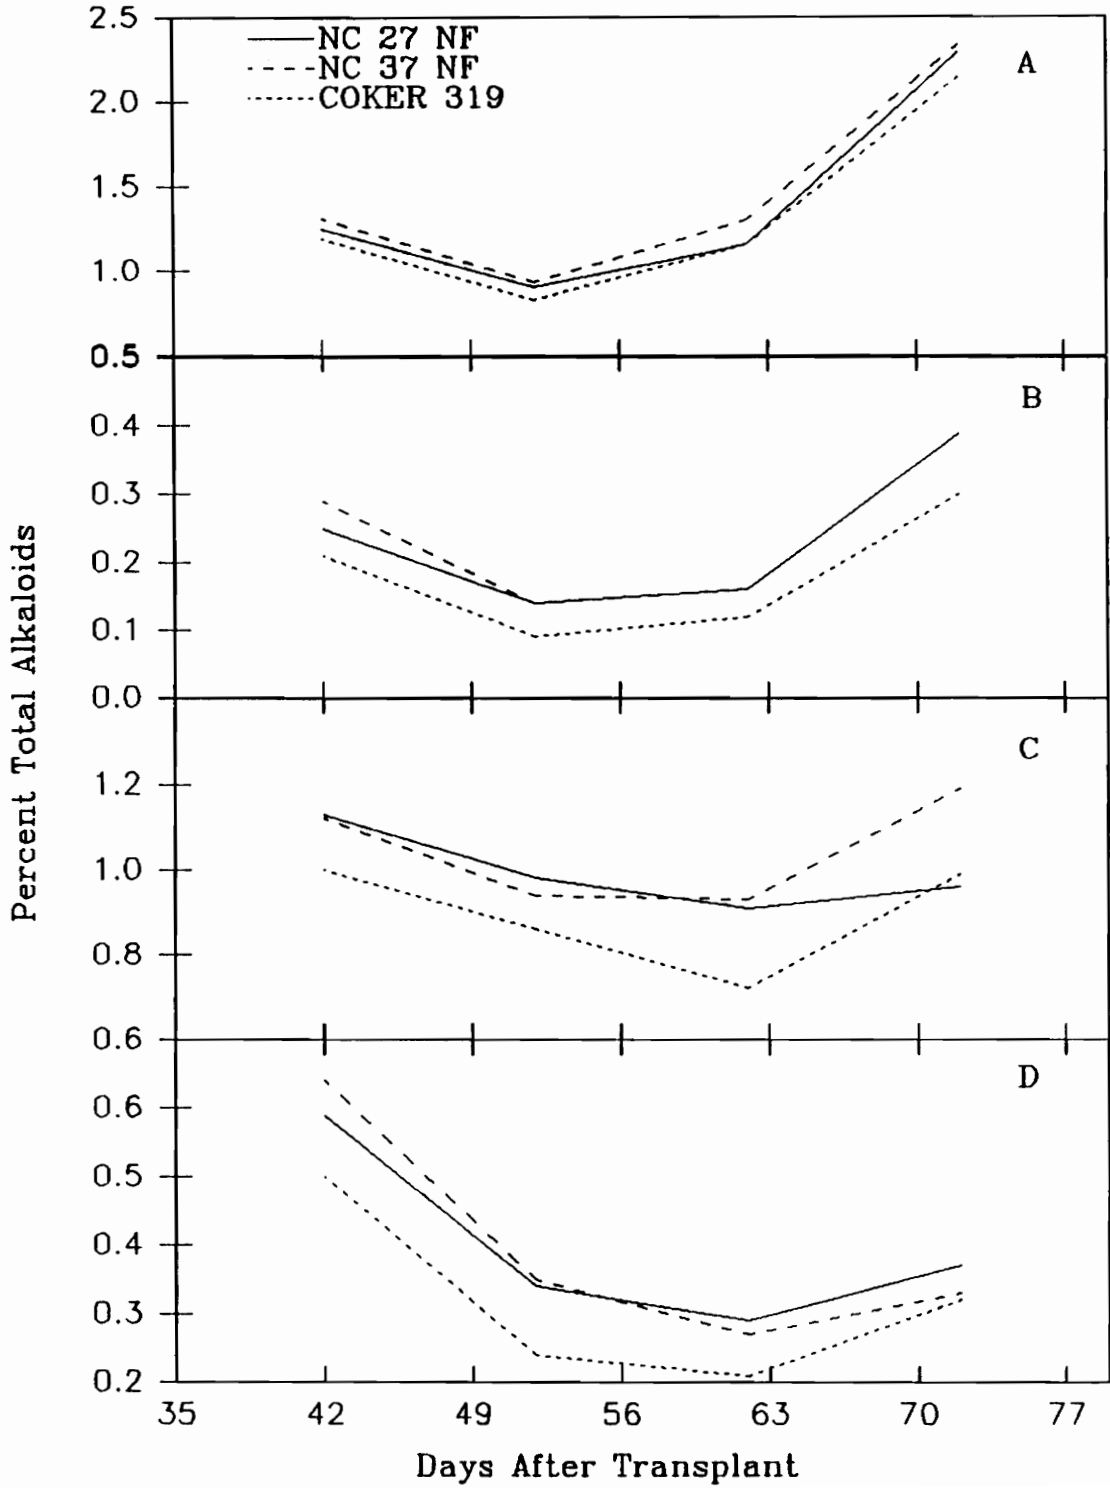 2.5
NC 27 NF
NC 37 NF
COKER 319
A
2.0
1.5
1.0
0.5
B
0.4
0.3
0.2
0.1
0.0
C
1.2
1.0
0.8
0.6
D
0.6
0.5
0.4
0.3
0.2
35 42 49 56 63 70 77
Days After Transplant
Percent Total Alkaloids